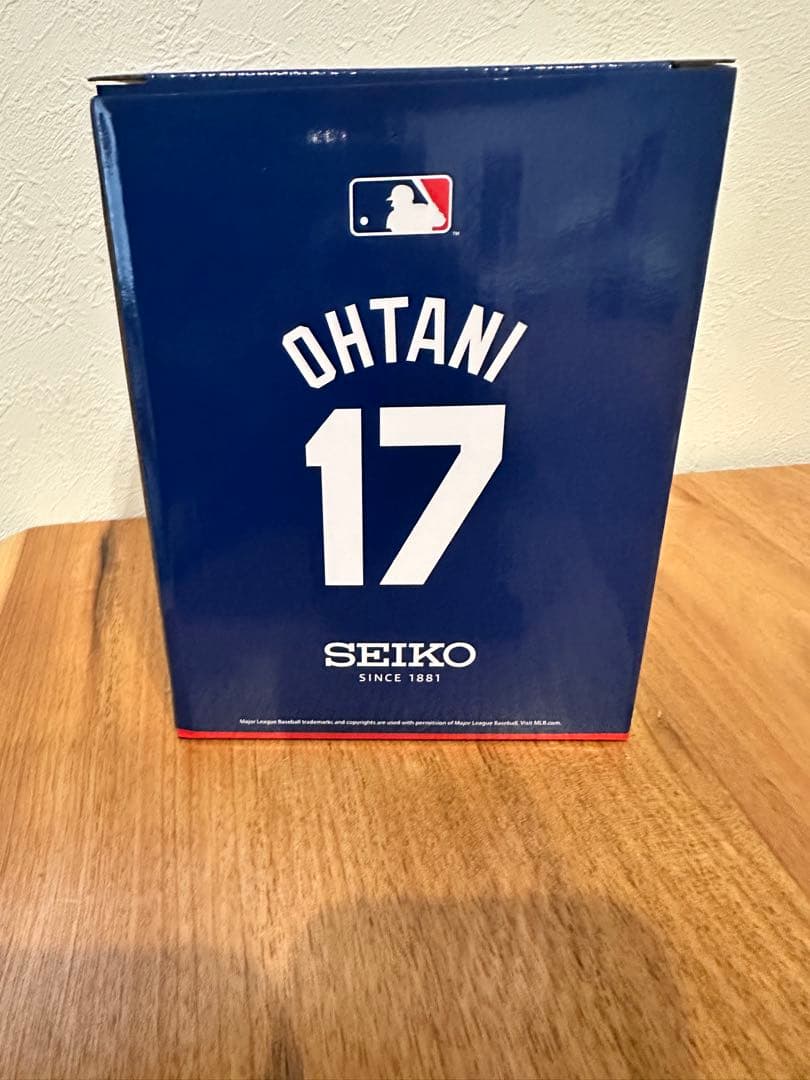 TM
OHTANI
17
SEIKO
SINCE 1881
Major League Baseball trademarks and copyrights are used with permission of Major League Baseball. Visit MLB.com.